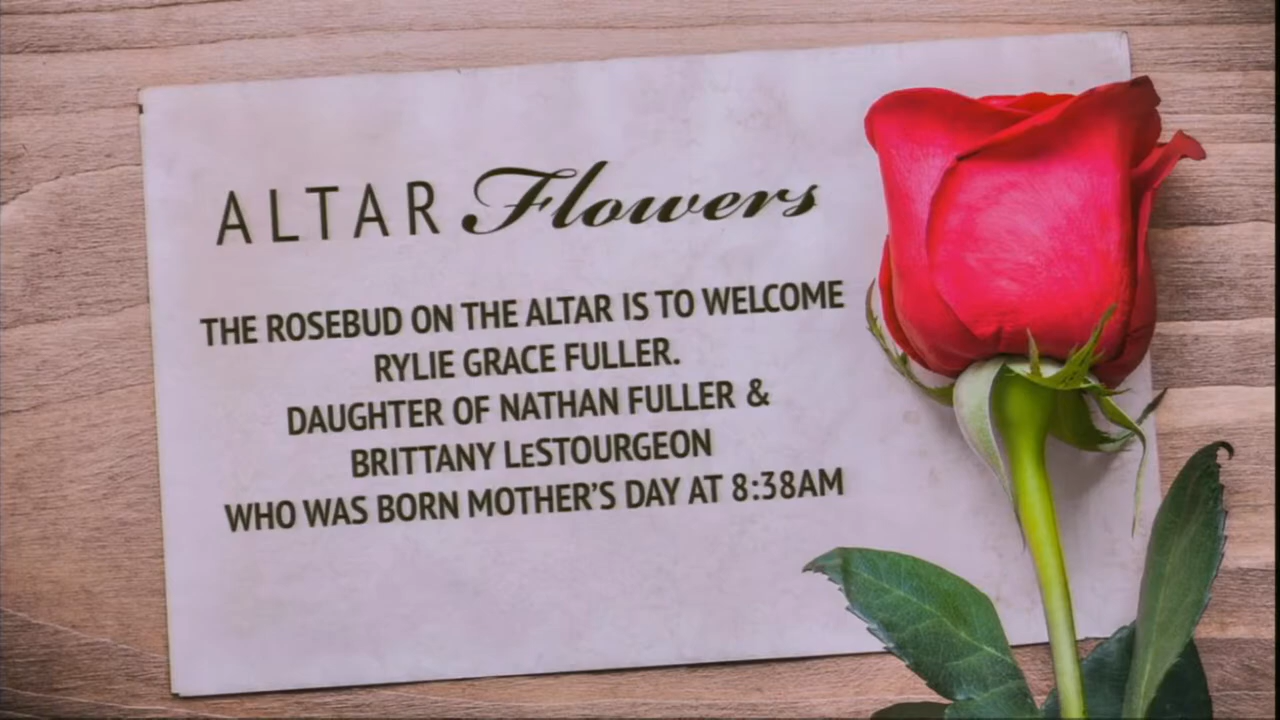 ALTAR Flowers
THE ROSEBUD ON THE ALTAR IS TO WELCOME
RYLIE GRACE FULLER.
DAUGHTER OF NATHAN FULLER &
BRITTANY LeSTOURGEON
WHO WAS BORN MOTHER'S DAY AT 8:38AM